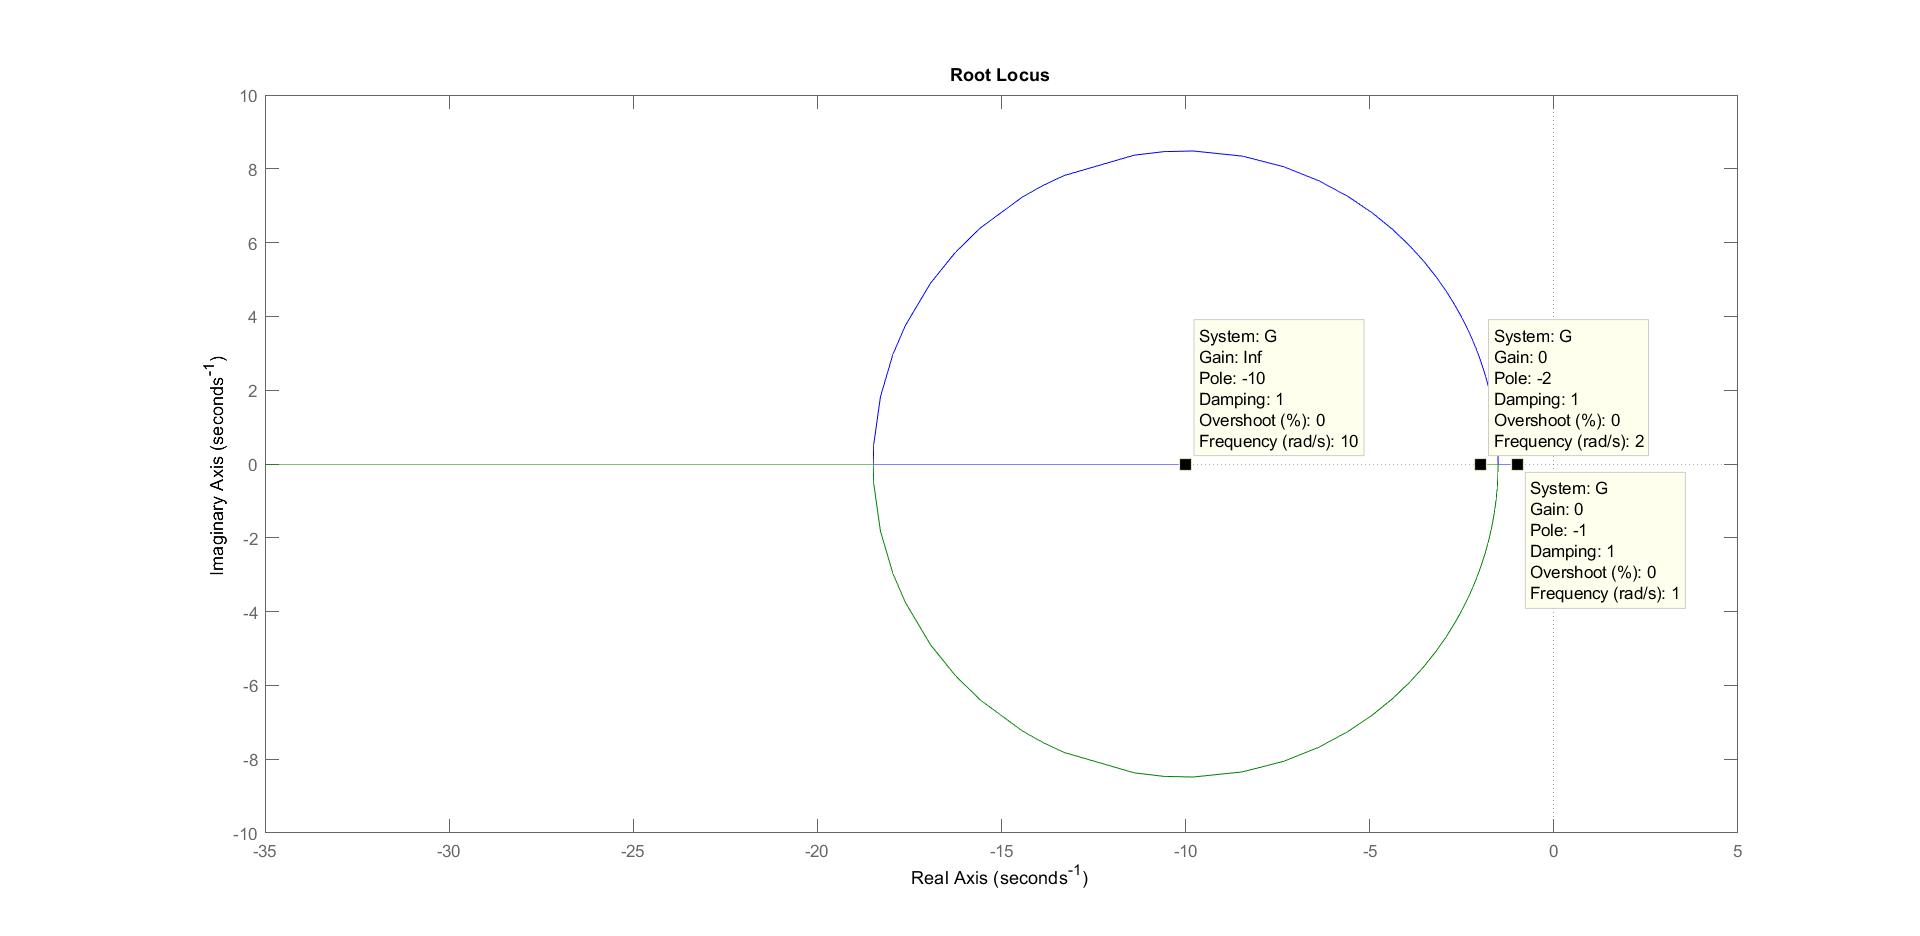 Root Locus
10
8
6
4
2
0
-2
-4
-6
-8
-10
Imaginary Axis (seconds-1)
System: G
Gain: Inf
Pole: -10
Damping: 1
Overshoot (%): 0
Frequency (rad/s): 10
System: G
Gain: 0
Pole: -2
Damping: 1
Overshoot (%): 0
Frequency (rad/s): 2
System: G
Gain: 0
Pole: -1
Damping: 1
Overshoot (%): 0
Frequency (rad/s): 1
-35 -30 -25 -20 -15 -10 -5 0 5
Real Axis (seconds-1)